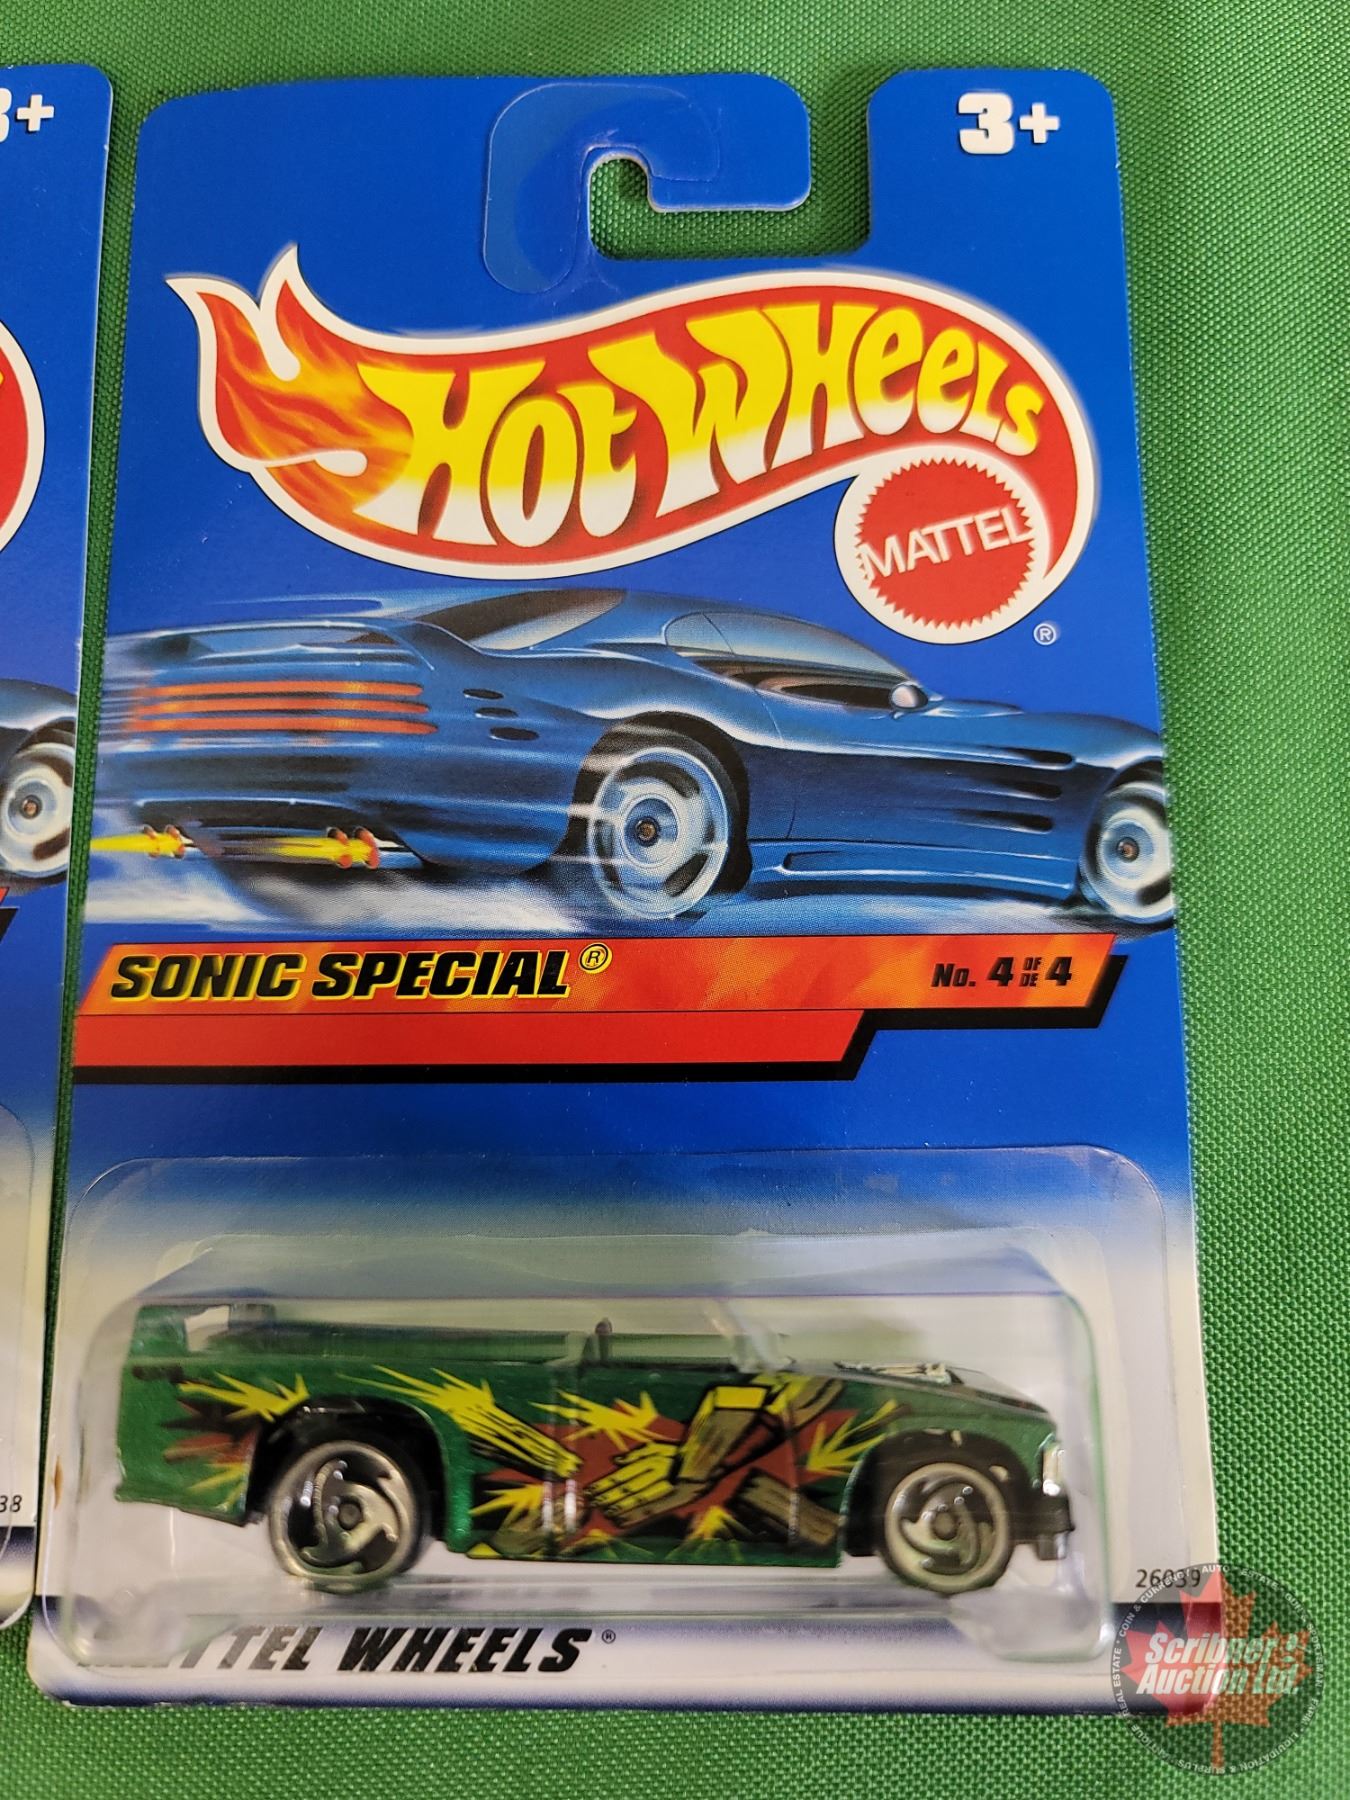 3+
3+
HOT WHEELS
MATTEL
®
SONIC SPECIAL®
No. 4 OF DE 4
38
26039
MATTEL WHEELS®
Scribner
Auction Ltd.